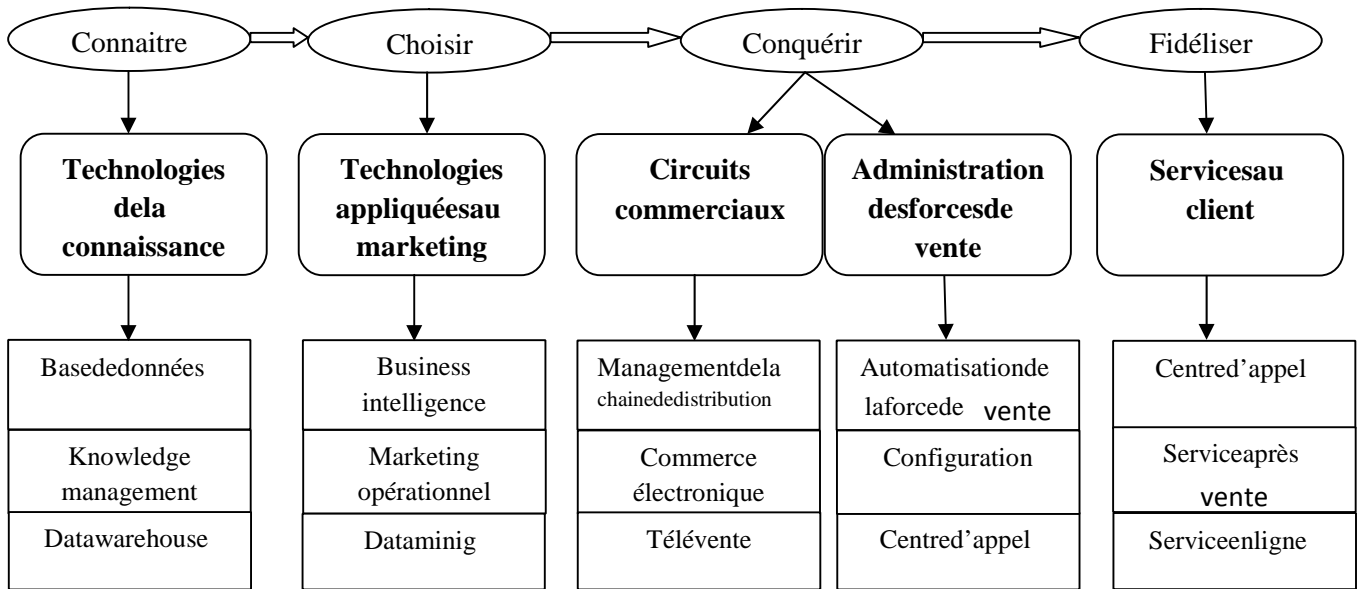 Connaitre
Choisir
Conquérir
Fidéliser
Technologies
dela
connaissance
Technologies
appliquéesau
marketing
Circuits
commerciaux
Administration
desforcesde
vente
Servicesau
client
Basededonnées
Knowledge
management
Datawarehouse
Business
intelligence
Marketing
opérationnel
Dataminig
Managementdela
chainededistribution
Commerce
électronique
Télévente
Automatisationde
laforcede vente
Configuration
Centred’appel
Centred’appel
Serviceaprès
vente
Serviceenligne